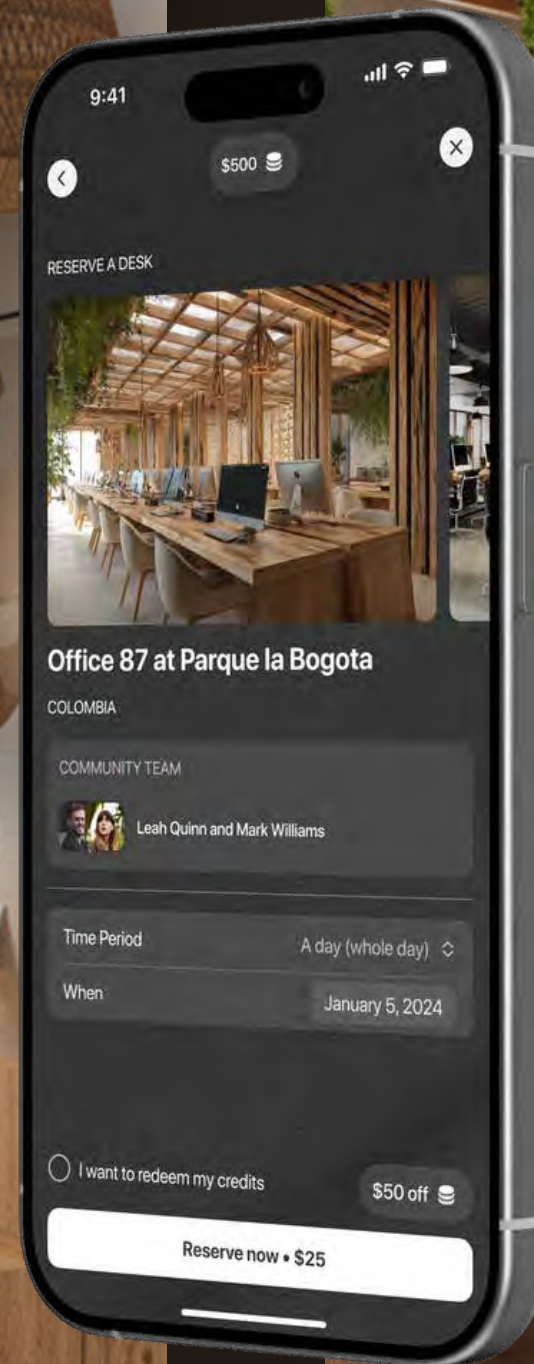 9:41
$500
RESERVE A DESK
Office 87 at Parque la Bogota
COLOMBIA
COMMUNITY TEAM
Leah Quinn and Mark Williams
Time Period
A day (whole day)
When
January 5, 2024
I want to redeem my credits
$50 off
Reserve now • $25